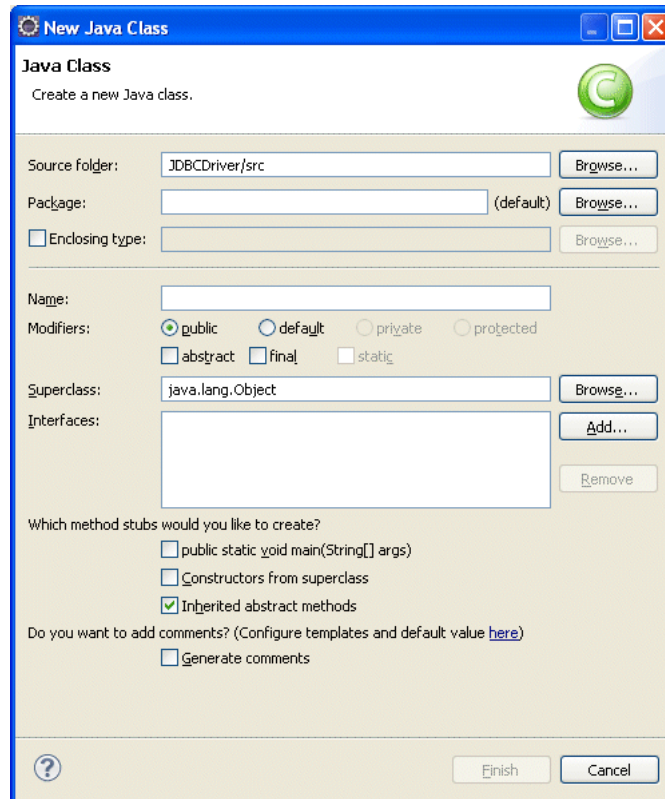 New Java Class
Java Class
Create a new Java class.
Source folder: JDBCDriver/src Browse...
Package: (default) Browse...
Enclosing type: Browse...
Name:
Modifiers: public default private protected
abstract final static
Superclass: java.lang.Object Browse...
Interfaces: Add...
Remove
Which method stubs would you like to create?
public static void main(String[] args)
Constructors from superclass
Inherited abstract methods
Do you want to add comments? (Configure templates and default value here)
Generate comments
? Finish Cancel